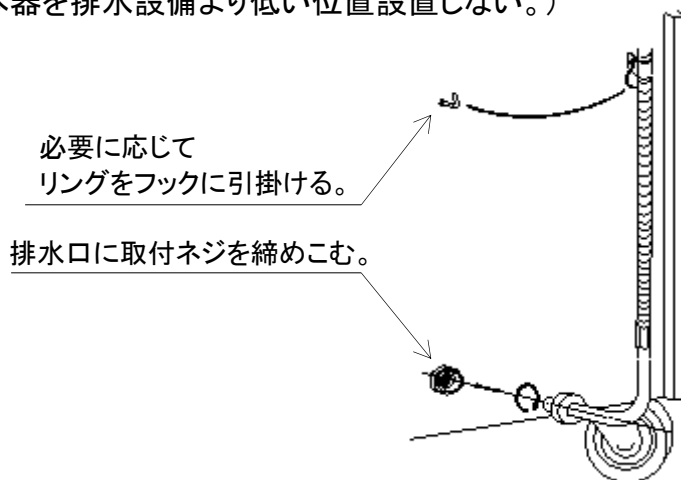 水器を排水設備より低い位置設置しない。)
必要に応じて
リングをフックに引掛ける。
排水口に取付ネジを締めこむ。